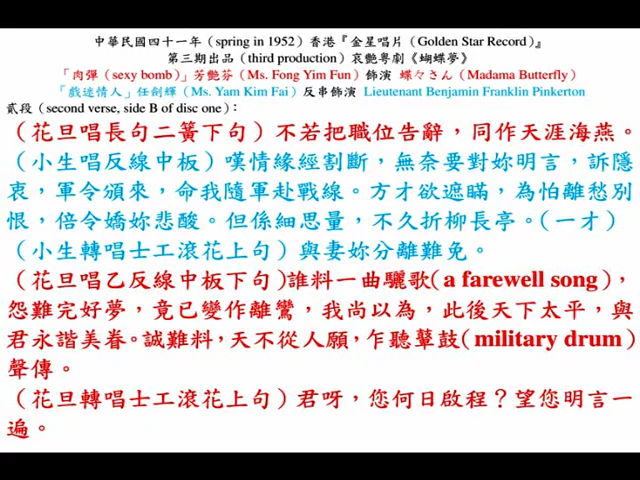 中華民國四十一年（spring in 1952）香港『金星唱片（Golden Star Record）』
第三期出品（third production）哀艷粵劇《蝴蝶夢》
「肉彈（sexy bomb）」芳艷芬（Ms. Fong Yim Fun）飾演 蝶々さん（Madama Butterfly）
「戲迷情人」任劍輝（Ms. Yam Kim Fai）反串飾演 Lieutenant Benjamin Franklin Pinkerton
貳段（second verse, side B of disc one）：
（花旦唱長句二簧下句）不若把職位告辭，同作天涯海燕。
（小生唱反線中板）嘆情緣經割斷，無奈要對妳明言，訴隱
衷，軍令頒來，命我隨軍赴戰線。方才欲遮瞞，為怕離愁別
恨，倍令嬌妳悲酸。但係細思量，不久折柳長亭。（一才）
（小生轉唱士工滾花上句）與妻妳分離難免。
（花旦唱乙反線中板下句）誰料一曲驪歌（a farewell song），
怨難完好夢，竟已變作離鸞，我尚以為，此後天下太平，與
君永諧美眷。誠難料，天不從人願，乍聽鼙鼓（military drum）
聲傳。
（花旦轉唱士工滾花上句）君呀，您何日啟程？望您明言一
遍。